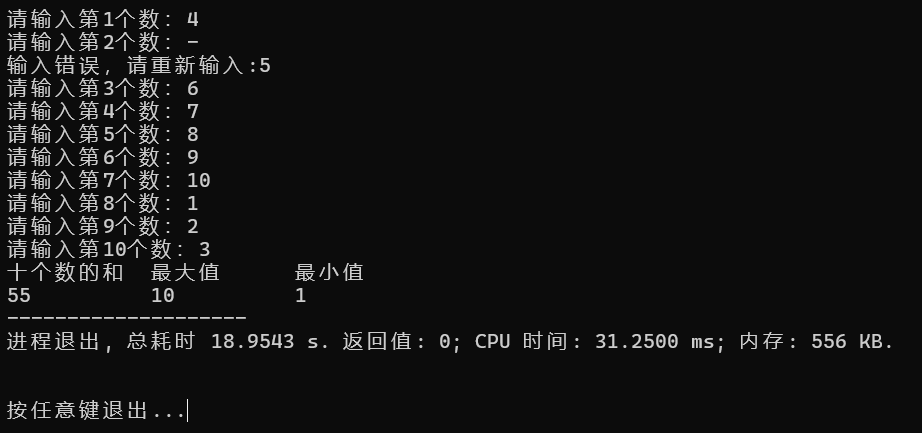 请输入第1个数: 4
请输入第2个数: -
输入错误, 请重新输入:5
请输入第3个数: 6
请输入第4个数: 7
请输入第5个数: 8
请输入第6个数: 9
请输入第7个数: 10
请输入第8个数: 1
请输入第9个数: 2
请输入第10个数: 3
十个数的和 最大值 最小值
55 10 1
--------------------
进程退出, 总耗时 18.9543 s. 返回值: 0; CPU 时间: 31.2500 ms; 内存: 556 KB.
按任意键退出...